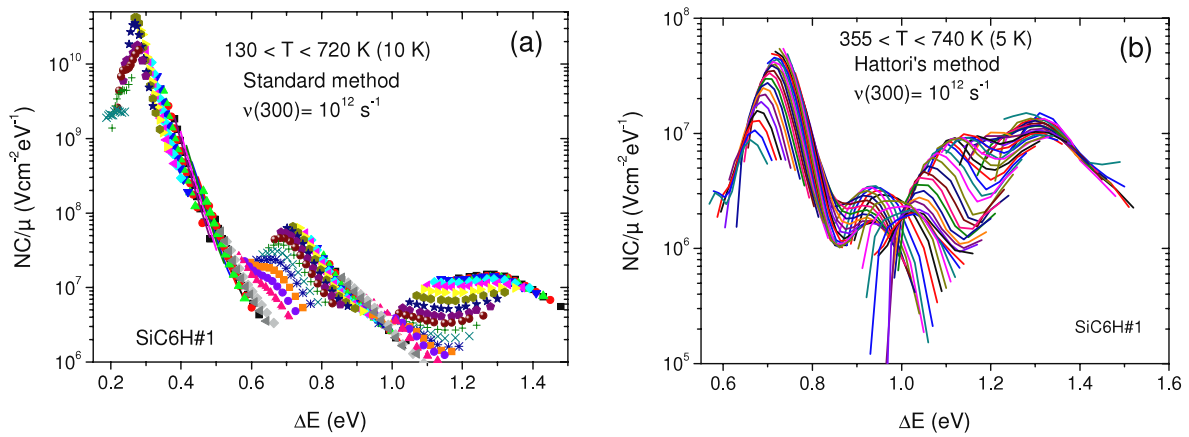 (a)
130 < T < 720 K (10 K)
Standard method
ν(300)= 10¹² s⁻¹
NC/μ (Vcm⁻²eV⁻¹)
10¹⁰
10⁹
10⁸
10⁷
10⁶
SiC6H#1
0.2 0.4 0.6 0.8 1.0 1.2 1.4
ΔE (eV)
(b)
355 < T < 740 K (5 K)
Hattori's method
ν(300)= 10¹² s⁻¹
NC/μ (Vcm⁻²eV⁻¹)
10⁸
10⁷
10⁶
10⁵
SiC6H#1
0.6 0.8 1.0 1.2 1.4 1.6
ΔE (eV)